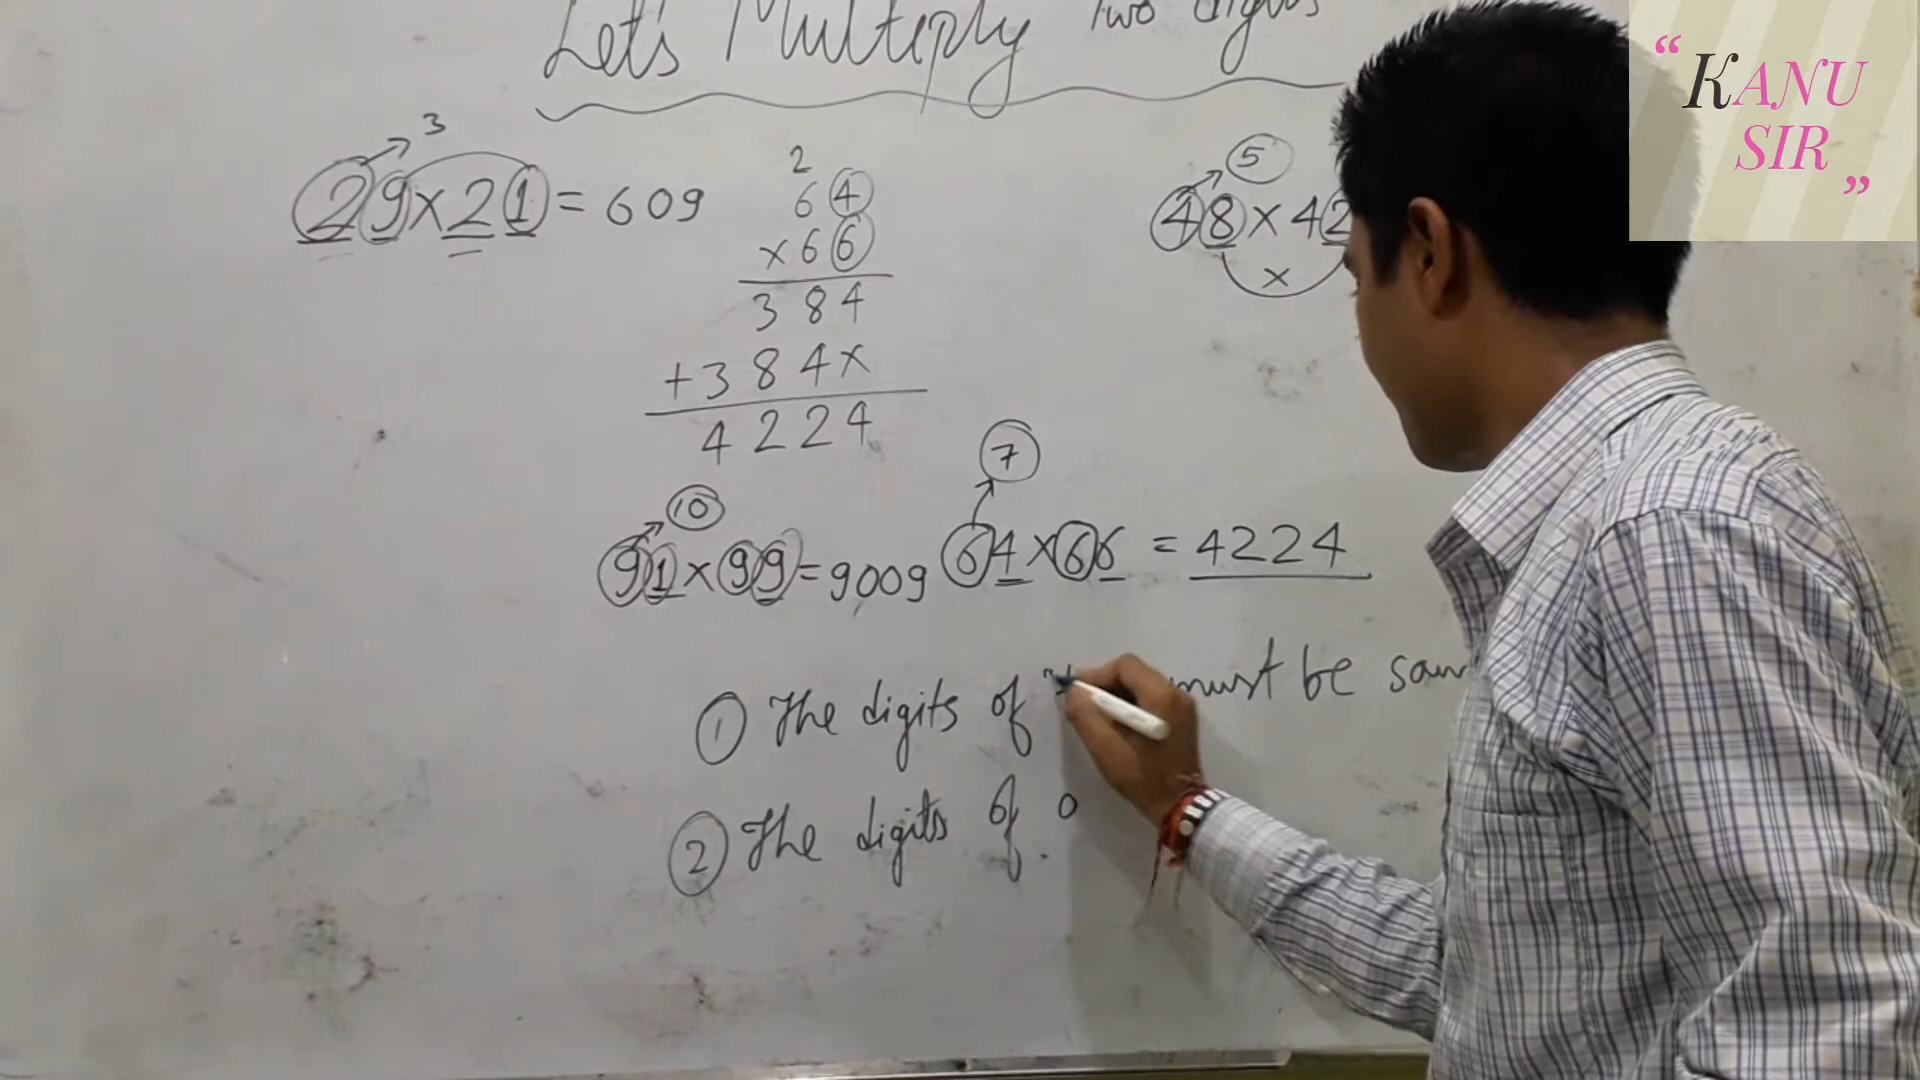 Let's Multiply Two digits
3
29×21=609
2
64
×66
384
+384×
4224
5
48×42
×
10
91×99=9009
7
64×66 = 4224
① The digits of must be
② The digits of o
“KANU
SIR”